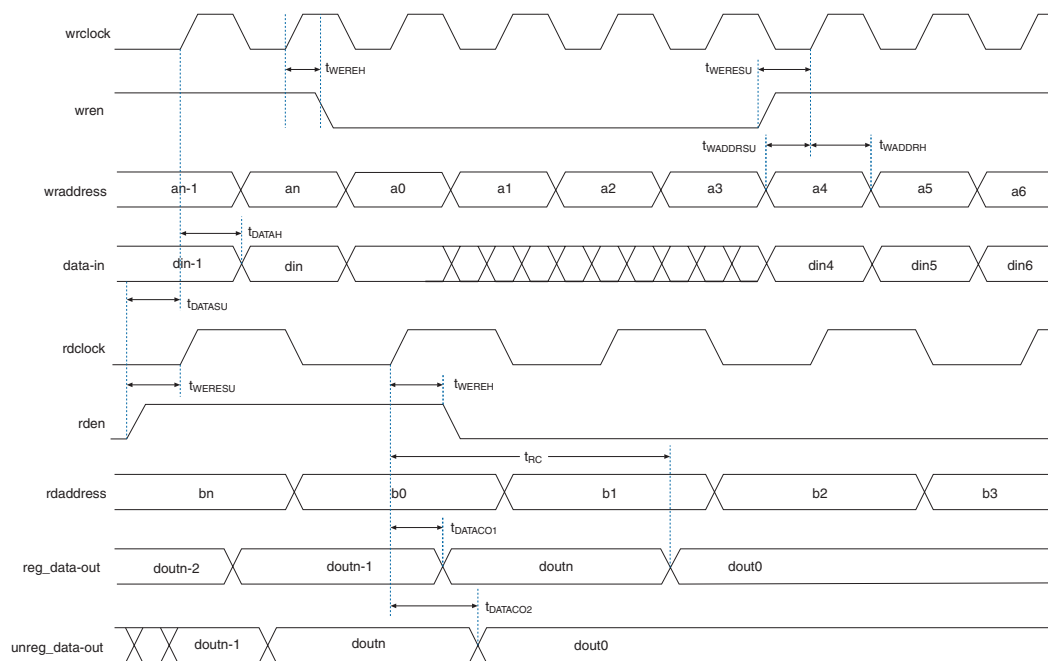 wrclock
tWEREH tWERESU
wren
tWADDRSU tWADDRH
wraddress an-1 an a0 a1 a2 a3 a4 a5 a6
tDATAH
data-in din-1 din din4 din5 din6
tDATASU
rdclock
tWERESU tWEREH
rden
tRC
rdaddress bn b0 b1 b2 b3
tDATACO1
reg_data-out doutn-2 doutn-1 doutn dout0
tDATACO2
unreg_data-out doutn-1 doutn dout0